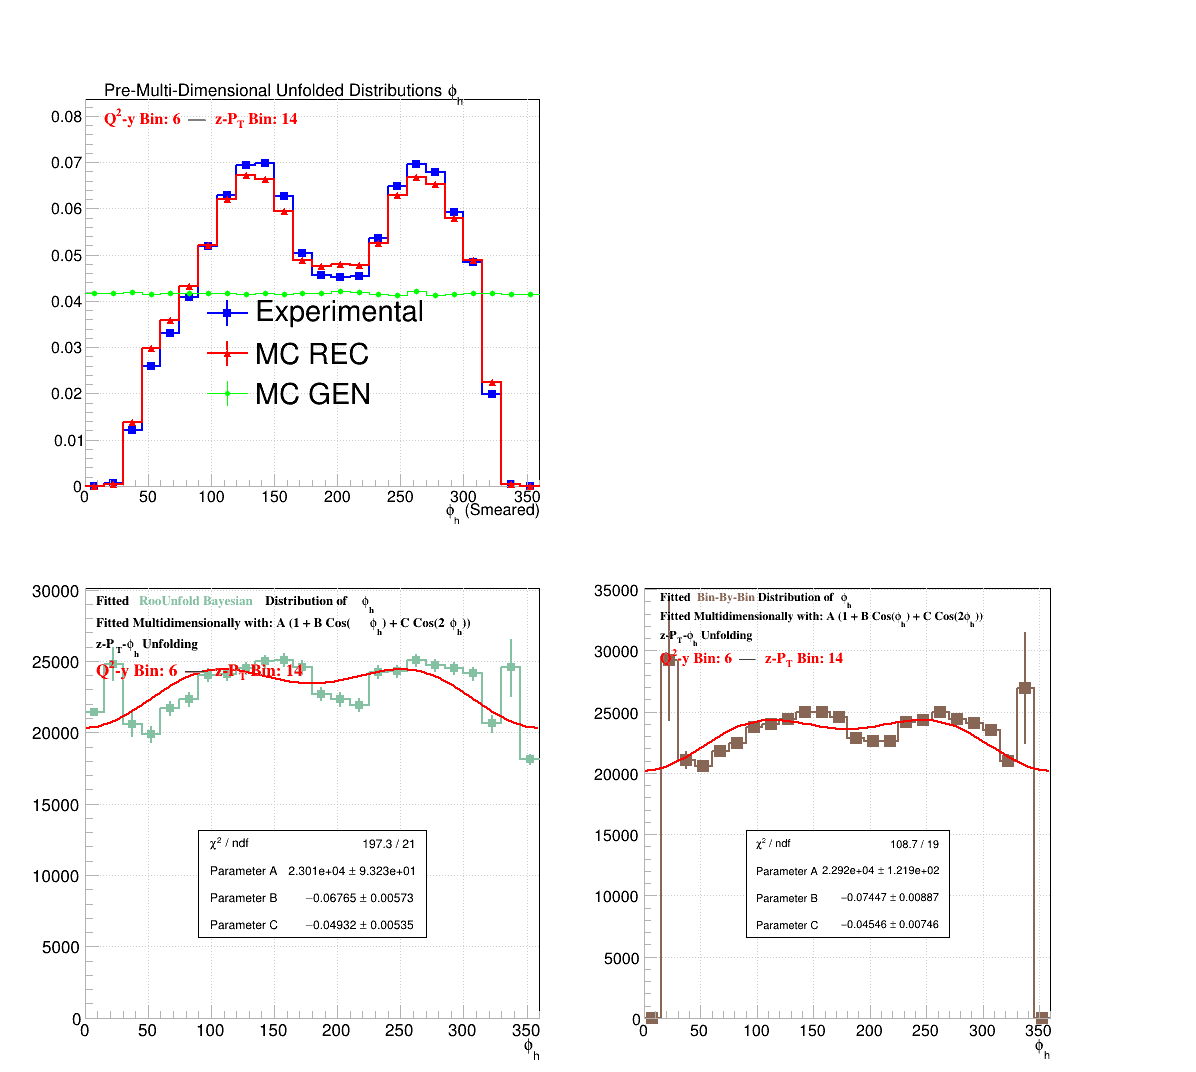 Pre-Multi-Dimensional Unfolded Distributions ϕ_h
Q²-y Bin: 6 — z-P_T Bin: 14
0.08
0.07
0.06
0.05
0.04
0.03
0.02
0.01
0
Experimental
MC REC
MC GEN
0 50 100 150 200 250 300 350
ϕ_h (Smeared)
30000
25000
20000
15000
10000
5000
0
Fitted RooUnfold Bayesian Distribution of ϕ_h
Fitted Multidimensionally with: A (1 + B Cos( ϕ_h) + C Cos(2 ϕ_h))
z-P_T-ϕ_h Unfolding
Q²-y Bin: 6 — z-P_T Bin: 14
χ² / ndf 197.3 / 21
Parameter A 2.301e+04 ± 9.323e+01
Parameter B −0.06765 ± 0.00573
Parameter C −0.04932 ± 0.00535
0 50 100 150 200 250 300 350
ϕ_h
35000
30000
25000
20000
15000
10000
5000
0
Fitted Bin-By-Bin Distribution of ϕ_h
Fitted Multidimensionally with: A (1 + B Cos(ϕ_h) + C Cos(2ϕ_h))
z-P_T-ϕ_h Unfolding
Q²-y Bin: 6 — z-P_T Bin: 14
χ² / ndf 108.7 / 19
Parameter A 2.292e+04 ± 1.219e+02
Parameter B −0.07447 ± 0.00887
Parameter C −0.04546 ± 0.00746
0 50 100 150 200 250 300 350
ϕ_h